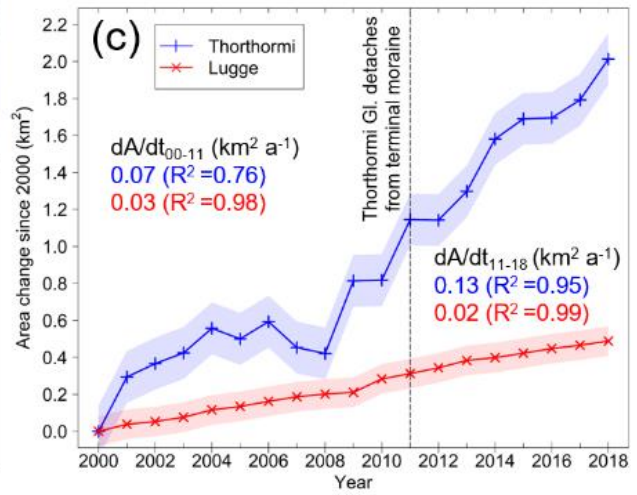 (c)
Thorthormi
Lugge
Thorthormi Gl. detaches
from terminal moraine
dA/dt₀₀₋₁₁ (km² a⁻¹)
0.07 (R² =0.76)
0.03 (R² =0.98)
dA/dt₁₁₋₁₈ (km² a⁻¹)
0.13 (R² =0.95)
0.02 (R² =0.99)
Area change since 2000 (km²)
2.2
2.0
1.8
1.6
1.4
1.2
1.0
0.8
0.6
0.4
0.2
0.0
2000 2002 2004 2006 2008 2010 2012 2014 2016 2018
Year